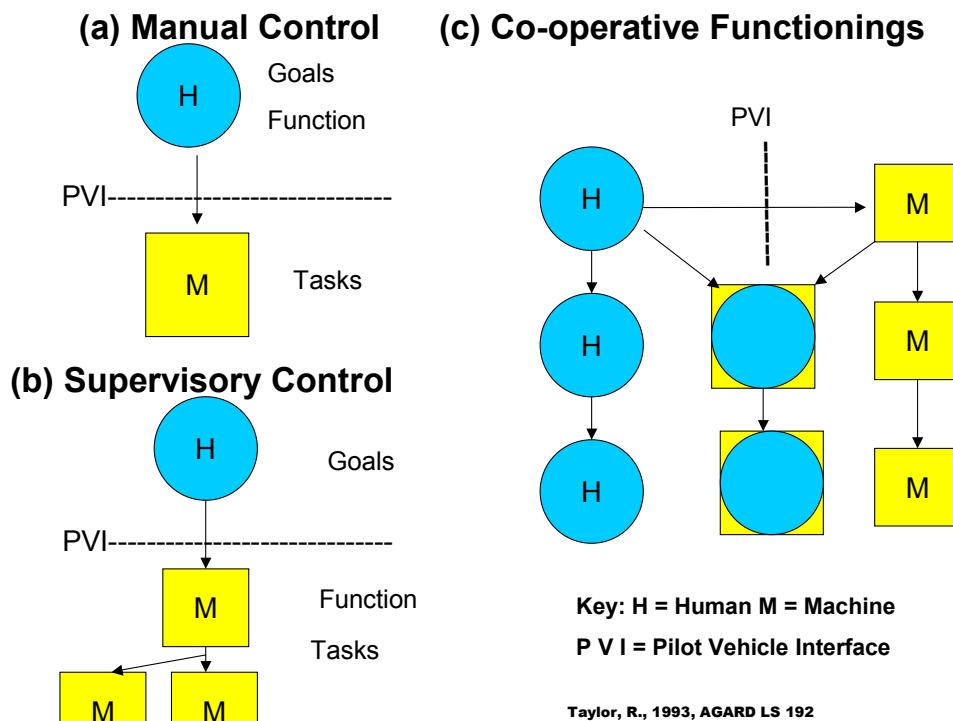 (a) Manual Control
H
Goals
Function
PVI--------------------------------
M
Tasks
(b) Supervisory Control
H
Goals
PVI--------------------------------
M
Function
Tasks
M
M
(c) Co-operative Functionings
PVI
H
M
H
M
H
M
Key: H = Human M = Machine
P V I = Pilot Vehicle Interface
Taylor, R., 1993, AGARD LS 192